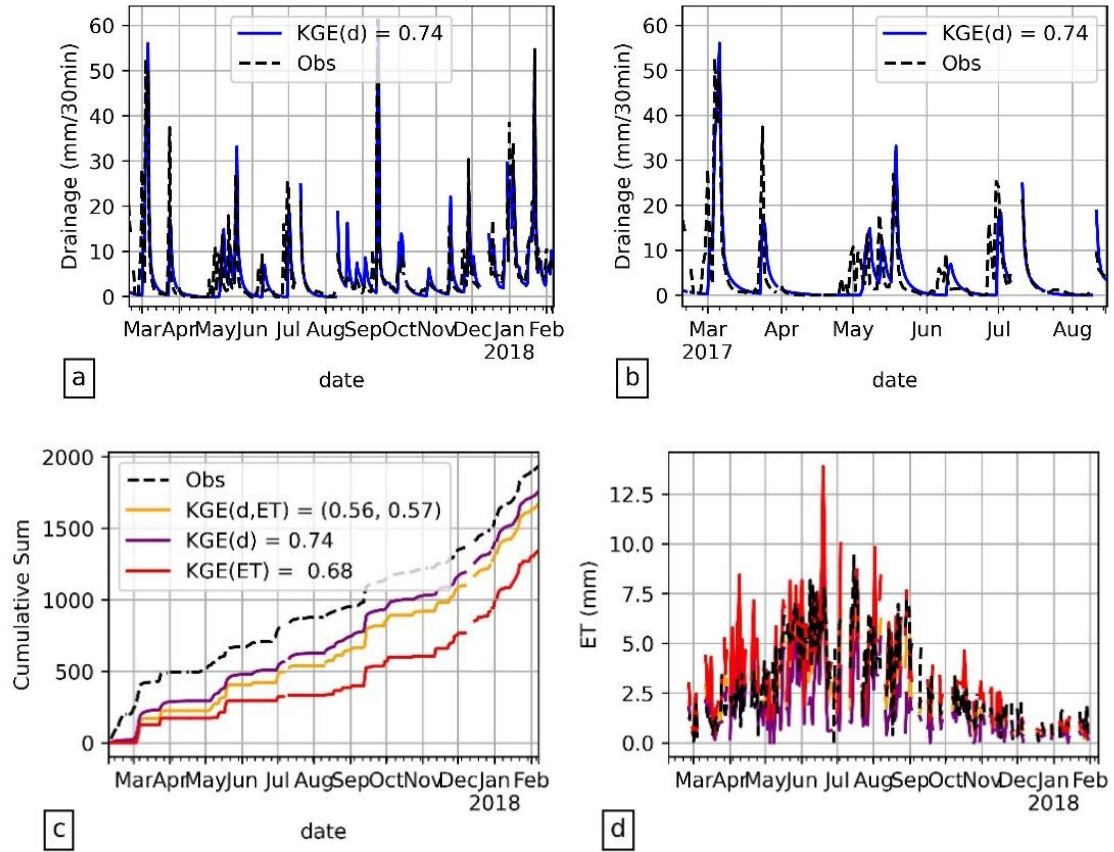 60
50
40
30
20
10
0
Drainage (mm/30min)
KGE(d) = 0.74
Obs
Mar Apr May Jun Jul Aug Sep Oct Nov Dec Jan Feb
2018
date
a
60
50
40
30
20
10
0
Drainage (mm/30min)
KGE(d) = 0.74
Obs
Mar Apr May Jun Jul Aug
2017
date
b
2000
1500
1000
500
0
Cumulative Sum
Obs
KGE(d,ET) = (0.56, 0.57)
KGE(d) = 0.74
KGE(ET) = 0.68
Mar Apr May Jun Jul Aug Sep Oct Nov Dec Jan Feb
2018
date
c
12.5
10.0
7.5
5.0
2.5
0.0
ET (mm)
Mar Apr May Jun Jul Aug Sep Oct Nov Dec Jan Feb
2018
d